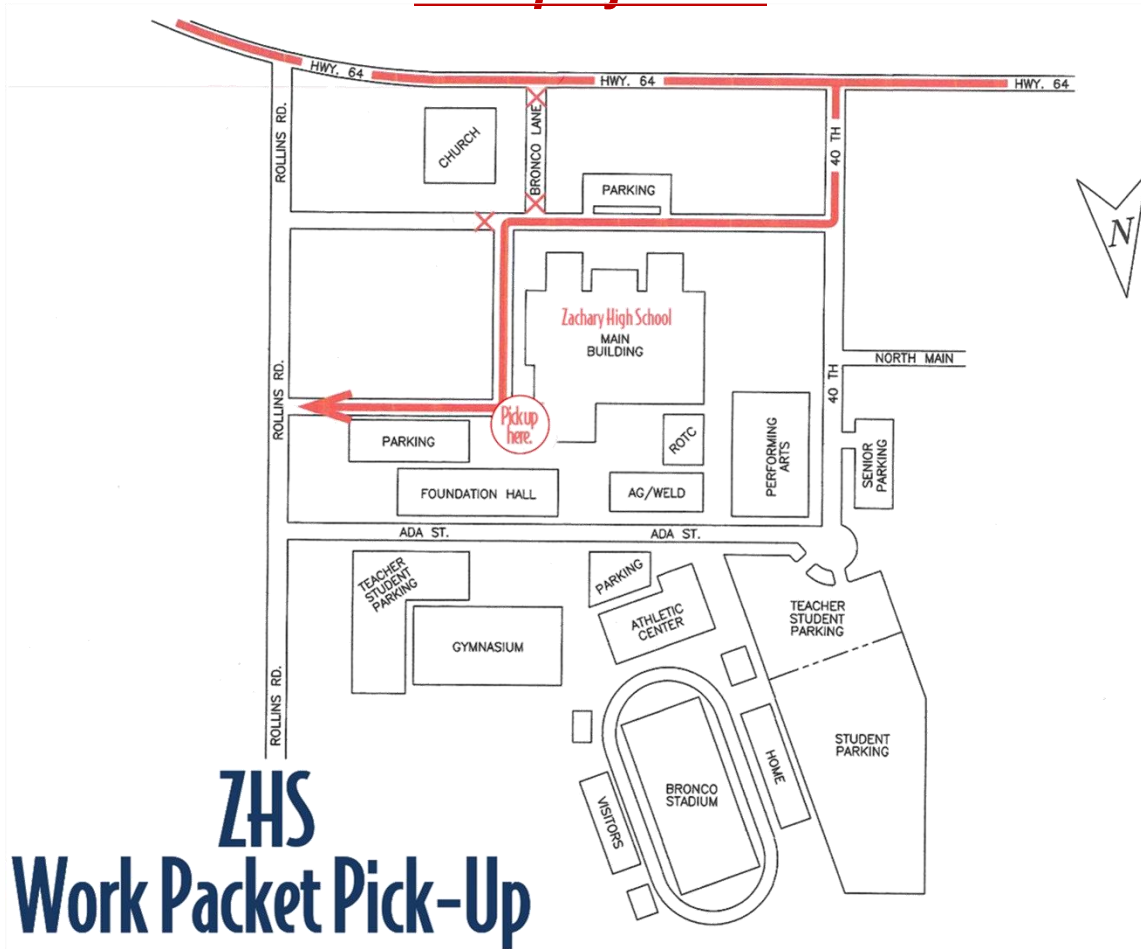 HWY. 64
HWY. 64
HWY. 64
ROLLINS RD.
CHURCH
BRONCO LANE
40 TH
PARKING
Zachary High School
MAIN
BUILDING
N
NORTH MAIN
ROLLINS RD.
40 TH
Pick up
here.
PARKING
ROTC
PERFORMING
ARTS
SENIOR
PARKING
FOUNDATION HALL
AG/WELD
ADA ST.
ADA ST.
TEACHER
STUDENT
PARKING
PARKING
ATHLETIC
CENTER
TEACHER
STUDENT
PARKING
GYMNASIUM
ROLLINS RD.
STUDENT
PARKING
HOME
BRONCO
STADIUM
VISITORS
ZHS
Work Packet Pick-Up